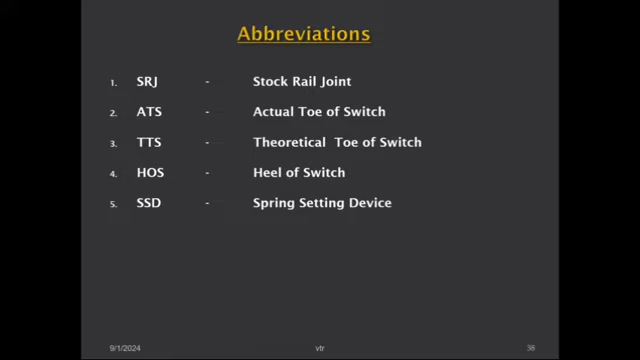 Abbreviations
1. SRJ - Stock Rail Joint
2. ATS - Actual Toe of Switch
3. TTS - Theoretical Toe of Switch
4. HOS - Heel of Switch
5. SSD - Spring Setting Device
9/1/2024 vtr 38